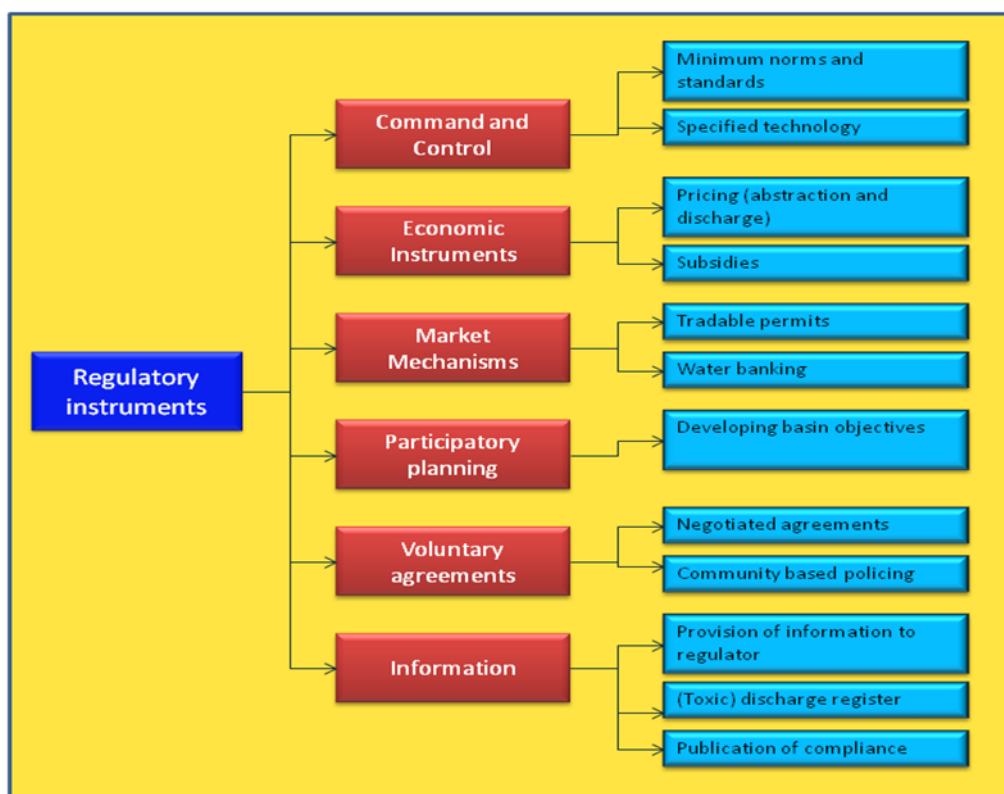 Minimum norms and
standards
Command and
Control
Specified technology
Pricing (abstraction and
discharge)
Economic
Instruments
Subsidies
Tradable permits
Market
Mechanisms
Water banking
Regulatory
instruments
Developing basin objectives
Participatory
planning
Negotiated agreements
Voluntary
agreements
Community based policing
Provision of information to
regulator
Information
(Toxic) discharge register
Publication of compliance